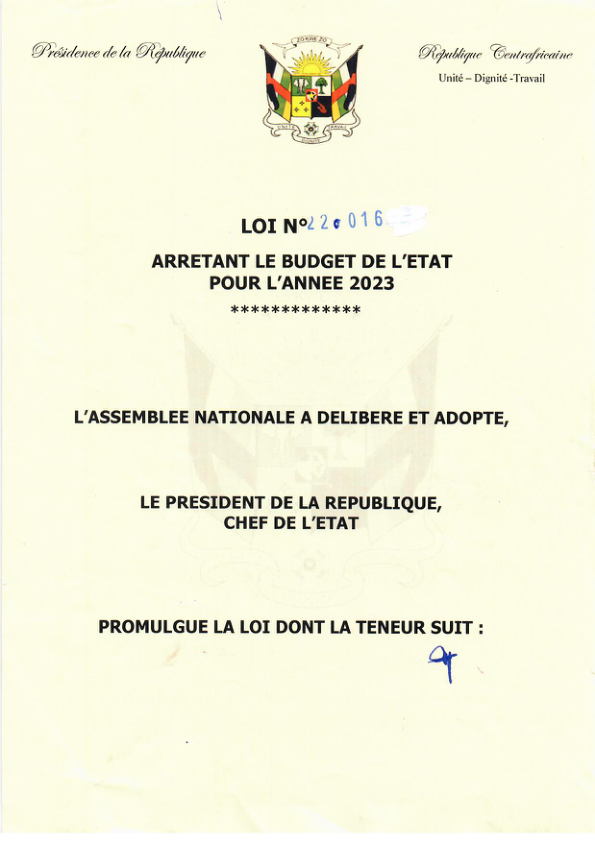 Présidence de la République
ZO KWE ZO
UNITE DIGNITE TRAVAIL
République Centrafricaine
Unité – Dignité -Travail
LOI N° 22.016
ARRETANT LE BUDGET DE L'ETAT
POUR L'ANNEE 2023
*************
L'ASSEMBLEE NATIONALE A DELIBERE ET ADOPTE,
LE PRESIDENT DE LA REPUBLIQUE,
CHEF DE L'ETAT
PROMULGUE LA LOI DONT LA TENEUR SUIT :